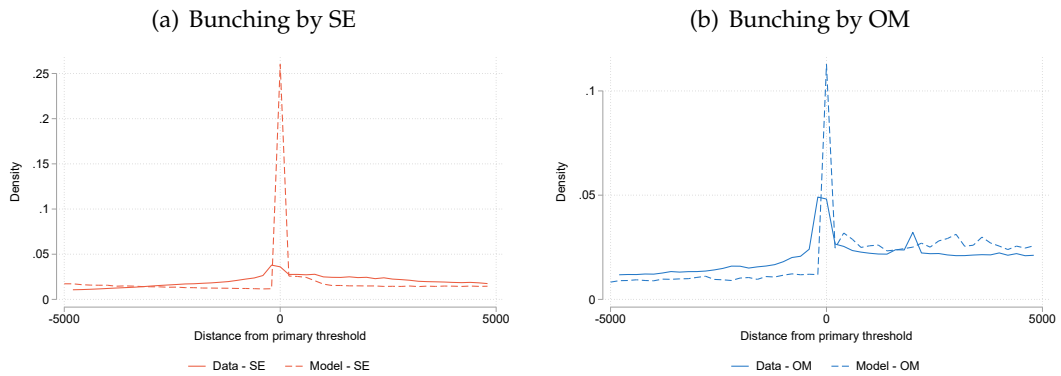 (a) Bunching by SE
.25
.2
.15
.1
.05
0
Density
-5000
0
5000
Distance from primary threshold
Data - SE
Model - SE
(b) Bunching by OM
.1
.05
0
Density
-5000
0
5000
Distance from primary threshold
Data - OM
Model - OM